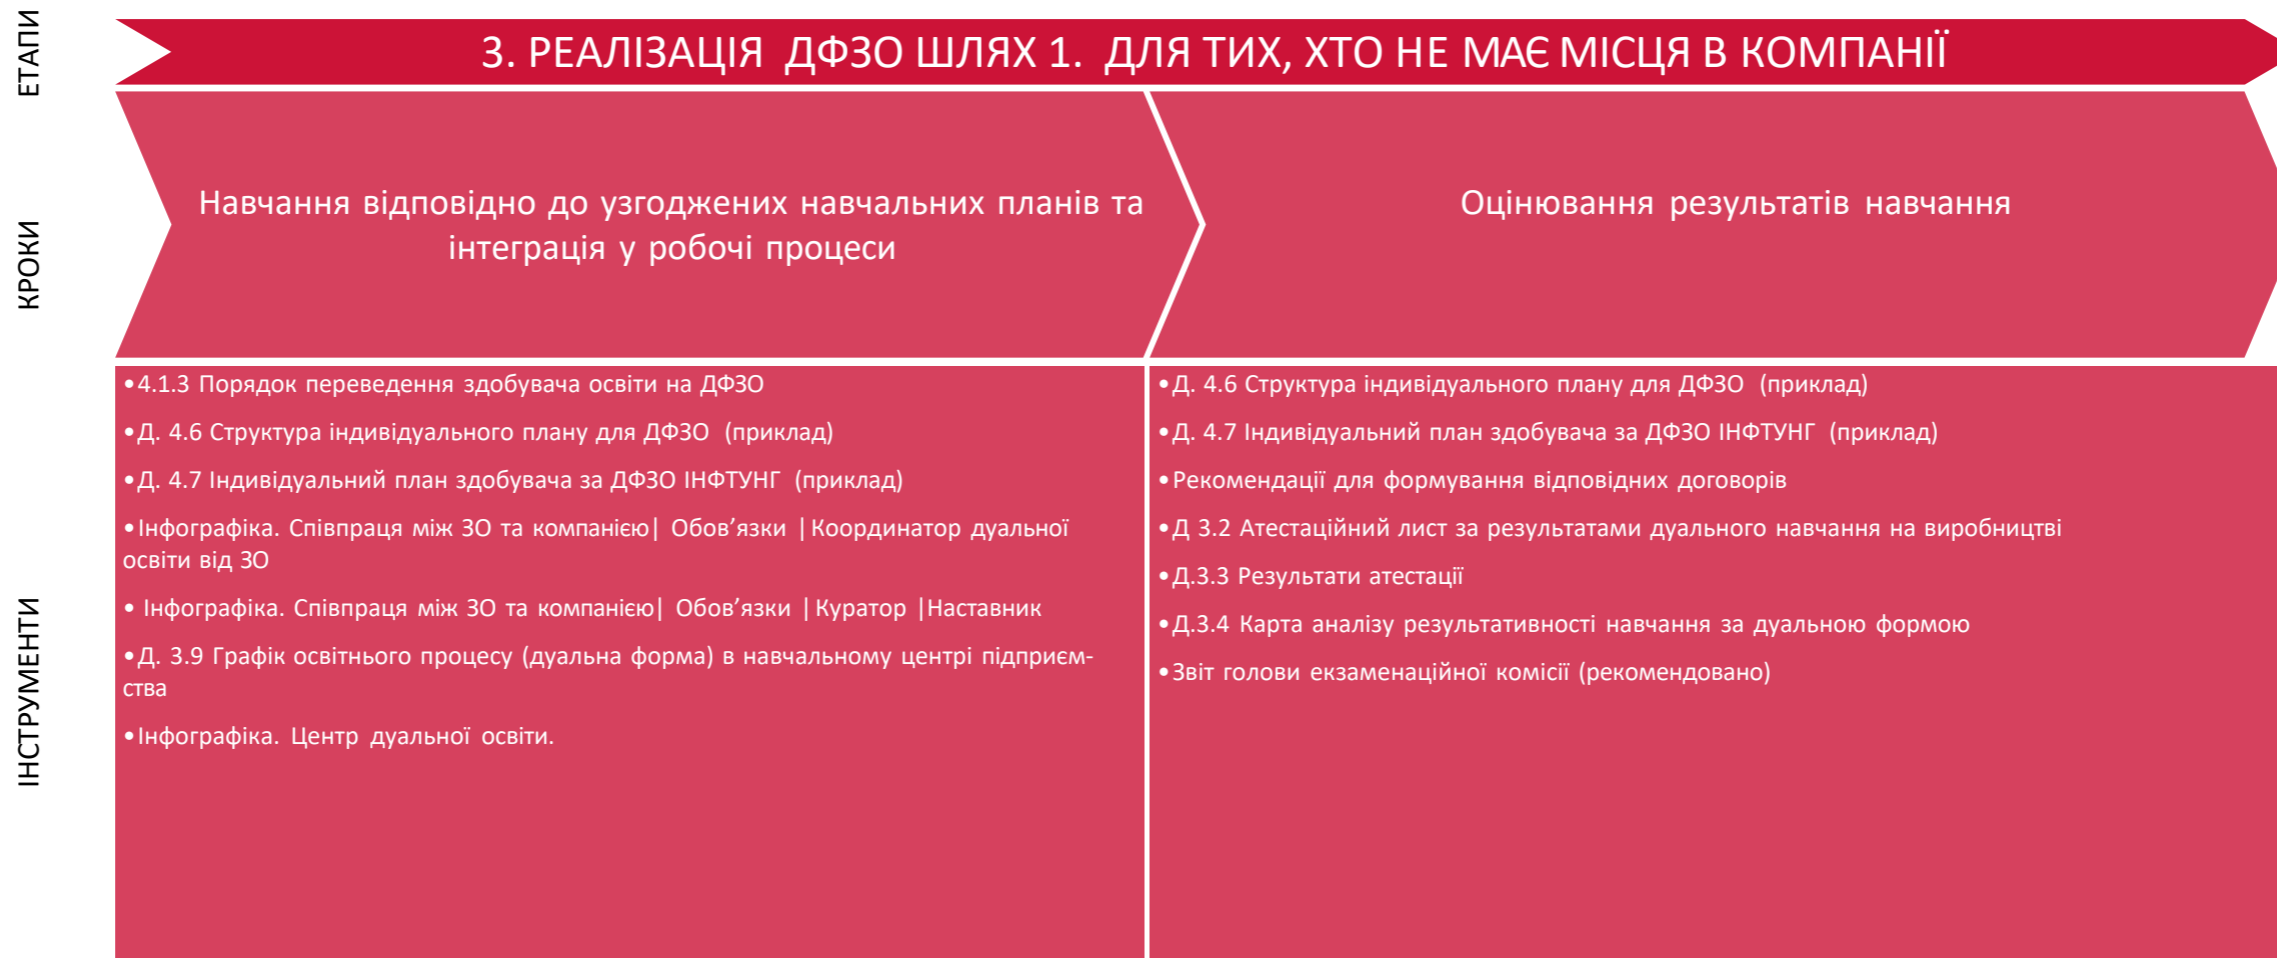 ЕТАПИ
3. РЕАЛІЗАЦІЯ ДФЗО ШЛЯХ 1. ДЛЯ ТИХ, ХТО НЕ МАЄ МІСЦЯ В КОМПАНІЇ
КРОКИ
Навчання відповідно до узгоджених навчальних планів та
інтеграція у робочі процеси
Оцінювання результатів навчання
ІНСТРУМЕНТИ
•4.1.3 Порядок переведення здобувача освіти на ДФЗО
•Д. 4.6 Структура індивідуального плану для ДФЗО (приклад)
•Д. 4.7 Індивідуальний план здобувача за ДФЗО ІНФТУНГ (приклад)
•Інфографіка. Співпраця між ЗО та компанією| Обов’язки |Координатор дуальної
освіти від ЗО
• Інфографіка. Співпраця між ЗО та компанією| Обов’язки |Куратор |Наставник
•Д. 3.9 Графік освітнього процесу (дуальна форма) в навчальному центрі підприєм-
ства
•Інфографіка. Центр дуальної освіти.
•Д. 4.6 Структура індивідуального плану для ДФЗО (приклад)
•Д. 4.7 Індивідуальний план здобувача за ДФЗО ІНФТУНГ (приклад)
•Рекомендації для формування відповідних договорів
•Д 3.2 Атестаційний лист за результатами дуального навчання на виробництві
•Д.3.3 Результати атестації
•Д.3.4 Карта аналізу результативності навчання за дуальною формою
•Звіт голови екзаменаційної комісії (рекомендовано)